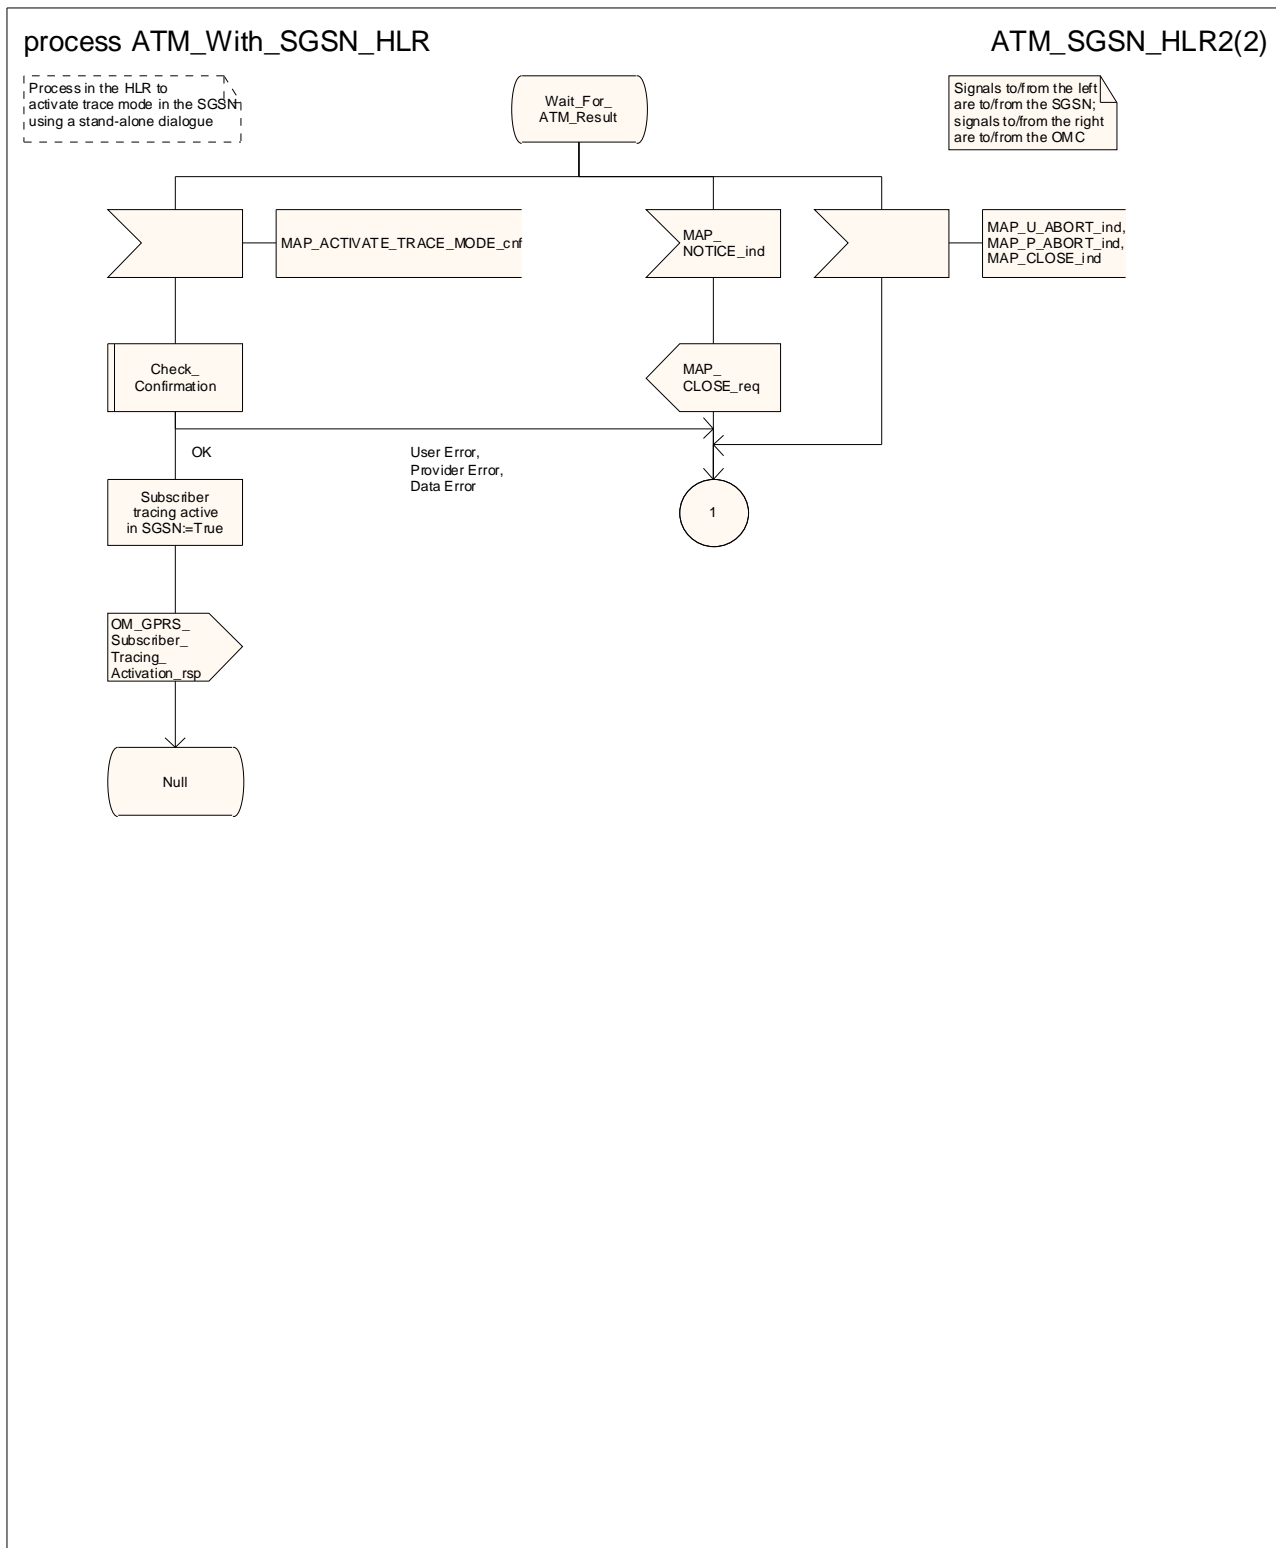 process ATM_With_SGSN_HLR
ATM_SGSN_HLR2(2)
Process in the HLR to
activate trace mode in the SGSN
using a stand-alone dialogue
Wait_For_
ATM_Result
Signals to/from the left
are to/from the SGSN;
signals to/from the right
are to/from the OMC
MAP_ACTIVATE_TRACE_MODE_cnf
MAP_
NOTICE_ind
MAP_U_ABORT_ind,
MAP_P_ABORT_ind,
MAP_CLOSE_ind
Check_
Confirmation
MAP_
CLOSE_req
OK
User Error,
Provider Error,
Data Error
Subscriber
tracing active
in SGSN:=True
1
OM_GPRS_
Subscriber_
Tracing_
Activation_rsp
Null